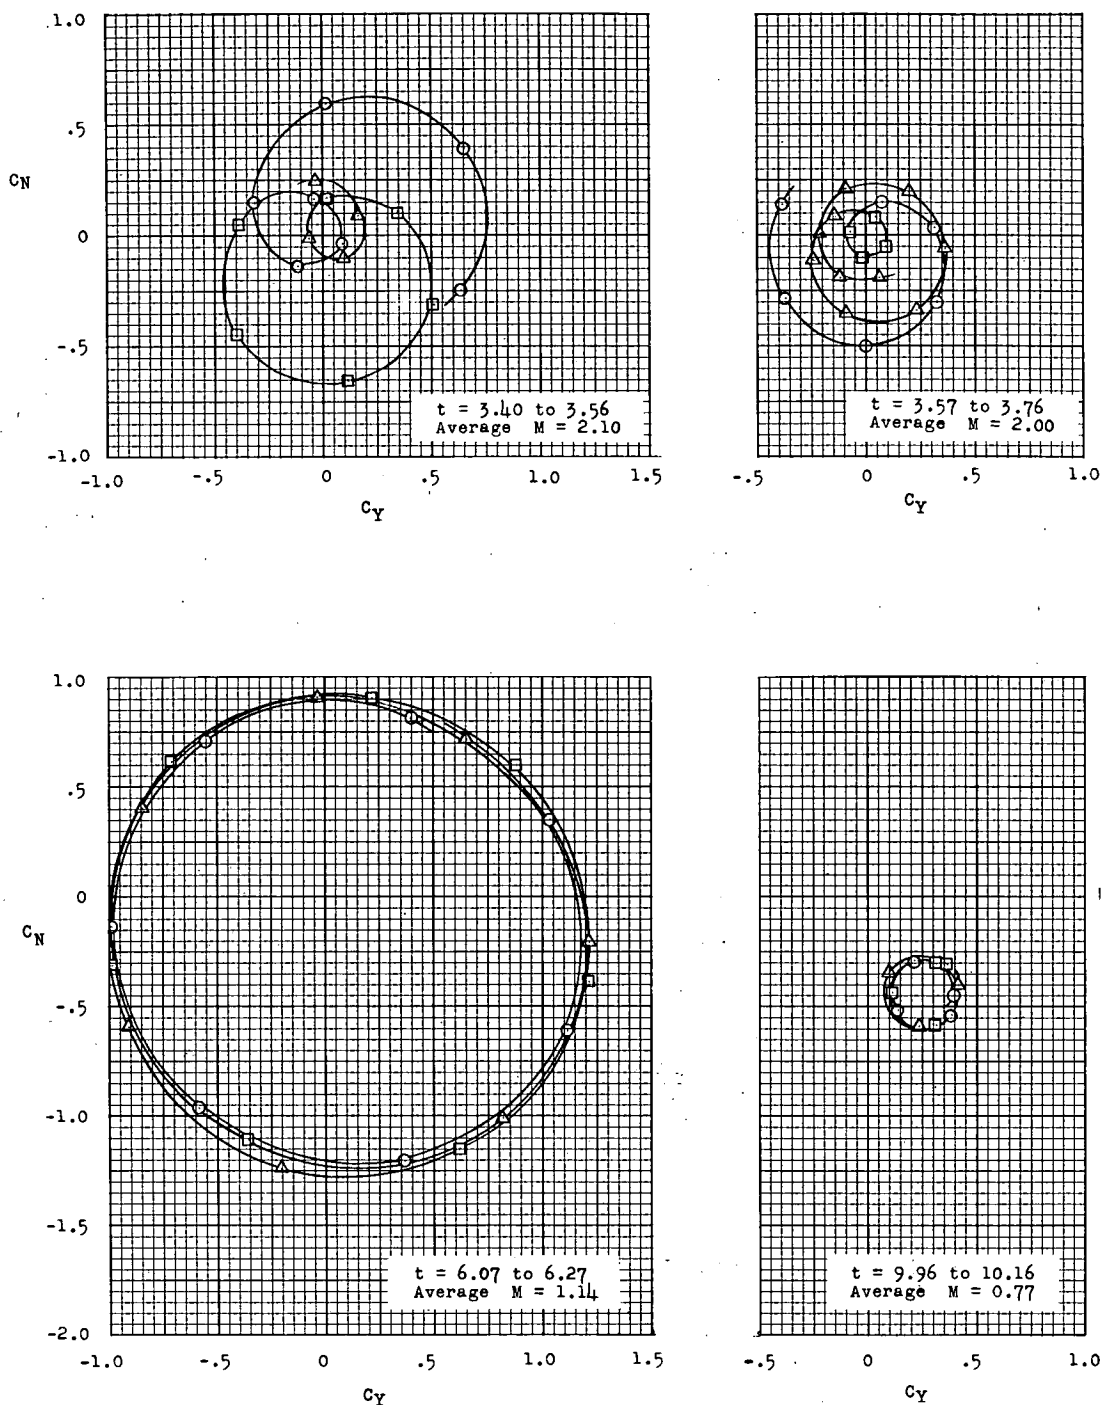 1.0
.5
C_N
0
-.5
-1.0
t = 3.40 to 3.56
Average M = 2.10
-1.0 -.5 0 .5 1.0 1.5
C_Y
t = 3.57 to 3.76
Average M = 2.00
-.5 0 .5 1.0
C_Y
1.0
.5
0
C_N
-.5
-1.0
-1.5
-2.0
t = 6.07 to 6.27
Average M = 1.14
-1.0 -.5 0 .5 1.0 1.5
C_Y
t = 9.96 to 10.16
Average M = 0.77
-.5 0 .5 1.0
C_Y